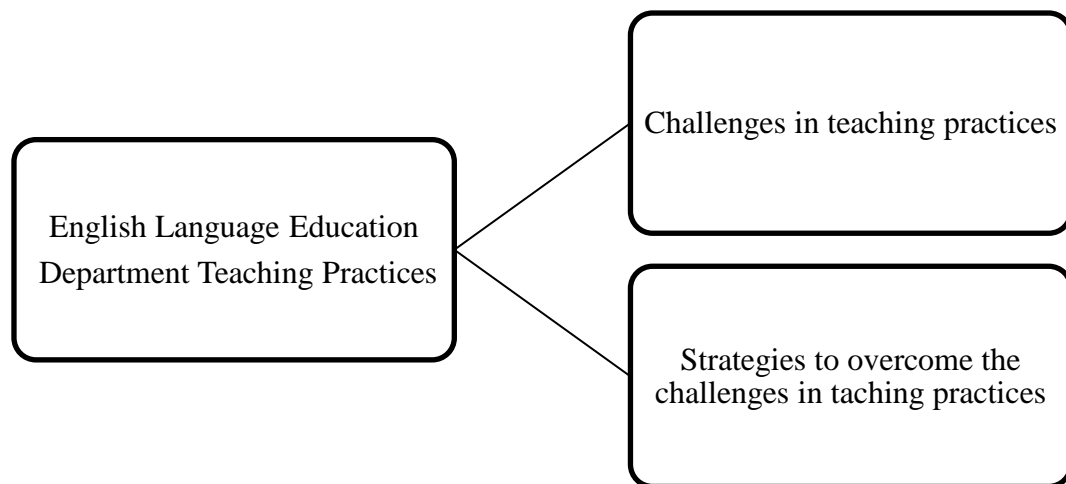 English Language Education
Department Teaching Practices
Challenges in teaching practices
Strategies to overcome the
challenges in taching practices